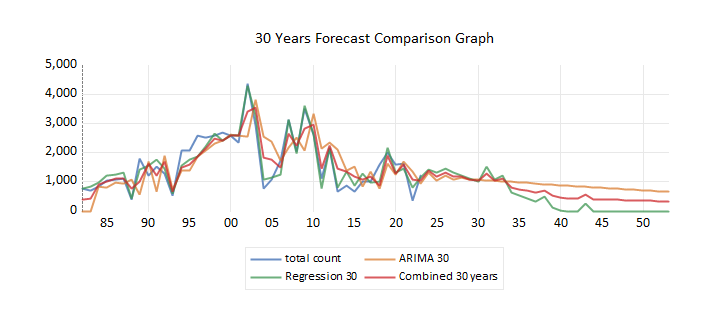 30 Years Forecast Comparison Graph
5,000
4,000
3,000
2,000
1,000
0
85 90 95 00 05 10 15 20 25 30 35 40 45 50
total count ARIMA 30
Regression 30 Combined 30 years